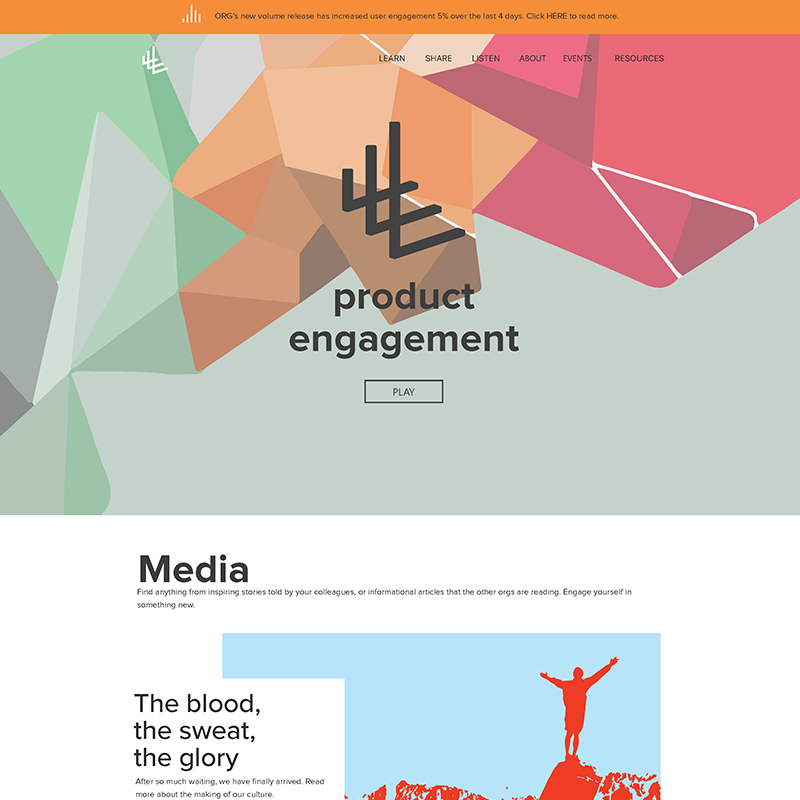 ORG's new volume release has increased user engagement 5% over the last 4 days. Click HERE to read more.
LEARN SHARE LISTEN ABOUT EVENTS RESOURCES
product
engagement
PLAY
Media
Find anything from inspiring stories told by your colleagues, or informational articles that the other orgs are reading. Engage yourself in
something new.
The blood,
the sweat,
the glory
After so much waiting, we have finally arrived. Read
more about the making of our culture.